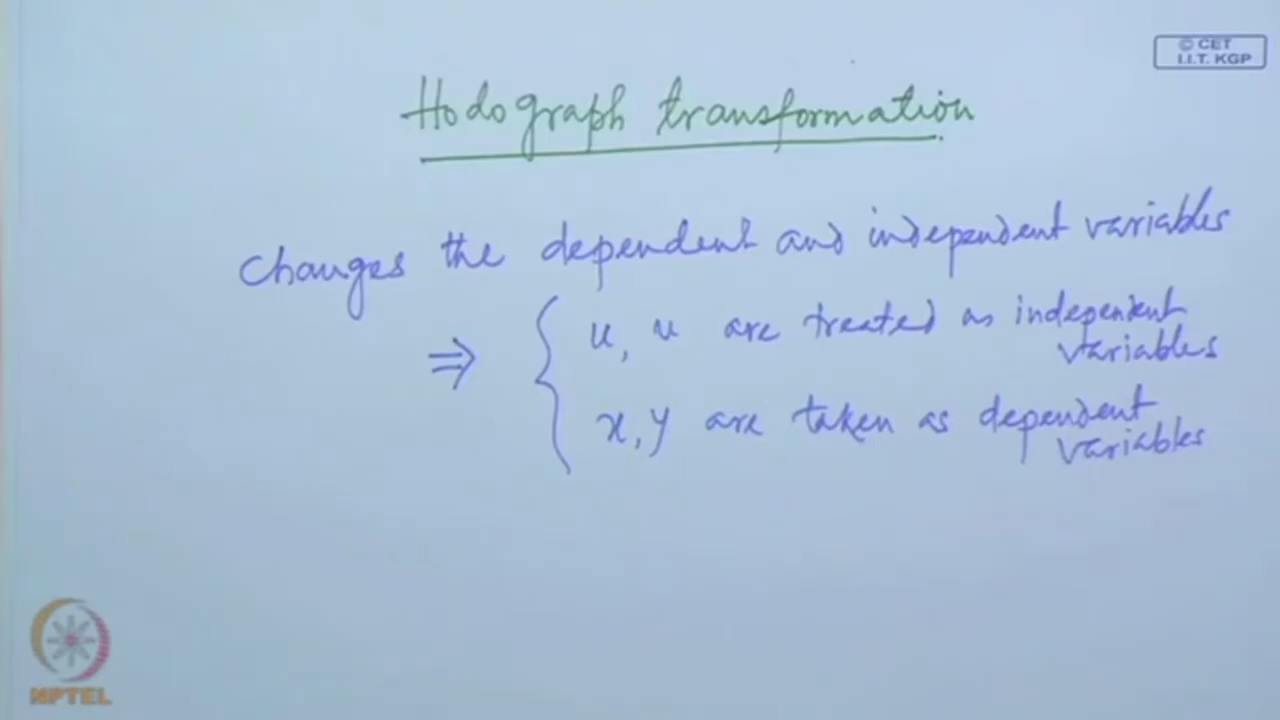 © CET
I.I.T. KGP
Hodograph transformation
Changes the dependent and independent variables
⇒ { u, u are treated as independent
variables
x, y are taken as dependent
variables
NPTEL